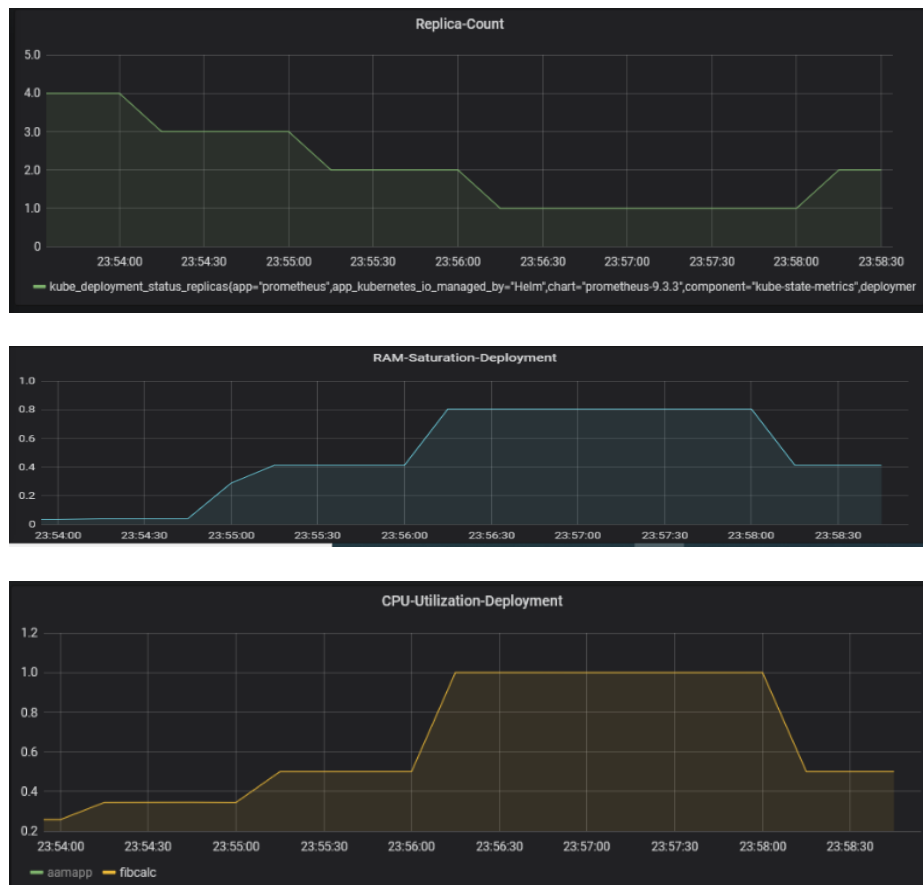 Replica-Count
5.0
4.0
3.0
2.0
1.0
0
23:54:00 23:54:30 23:55:00 23:55:30 23:56:00 23:56:30 23:57:00 23:57:30 23:58:00 23:58:30
kube_deployment_status_replicas{app="prometheus",app_kubernetes_io_managed_by="Helm",chart="prometheus-9.3.3",component="kube-state-metrics",deploymer
RAM-Saturation-Deployment
1.0
0.8
0.6
0.4
0.2
0
23:54:00 23:54:30 23:55:00 23:55:30 23:56:00 23:56:30 23:57:00 23:57:30 23:58:00 23:58:30
CPU-Utilization-Deployment
1.2
1.0
0.8
0.6
0.4
0.2
23:54:00 23:54:30 23:55:00 23:55:30 23:56:00 23:56:30 23:57:00 23:57:30 23:58:00 23:58:30
aamapp fibcalc